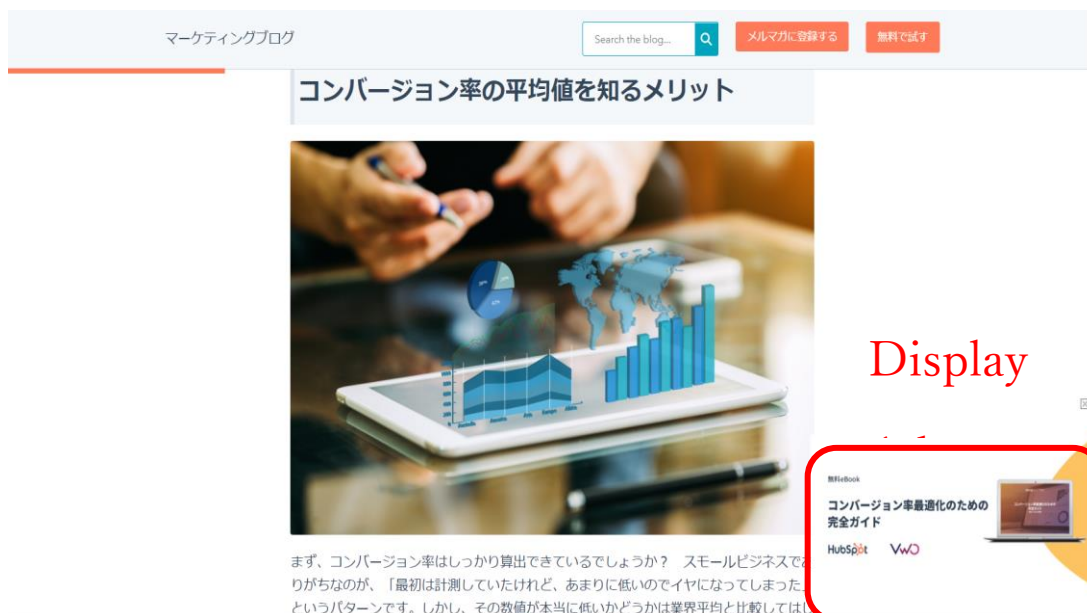 マーケティングブログ
Search the blog...
メルマガに登録する
無料で試す
コンバージョン率の平均値を知るメリット
Display
無料eBook
コンバージョン率最適化のための
完全ガイド
HubSpot VWO
まず、コンバージョン率はしっかり算出できているでしょうか？ スモールビジネスで
りがちなのが、「最初は計測していたけれど、あまりに低いのでイヤになってしまった」
というパターンです。しかし、その数値が本当に低いかどうかは業界平均と比較しては